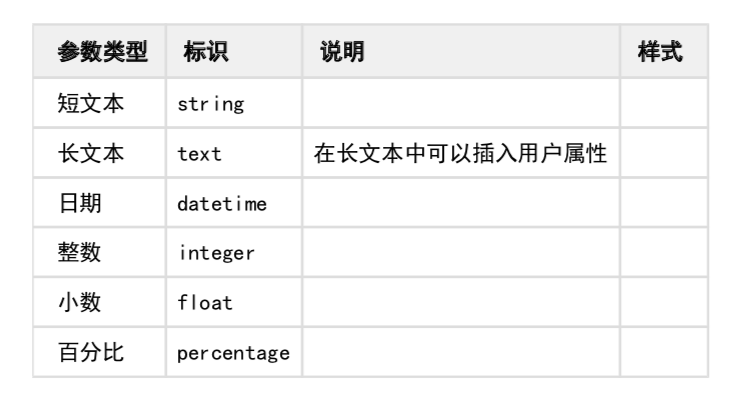 参数类型 标识 说明 样式
短文本 string
长文本 text 在长文本中可以插入用户属性
日期 datetime
整数 integer
小数 float
百分比 percentage